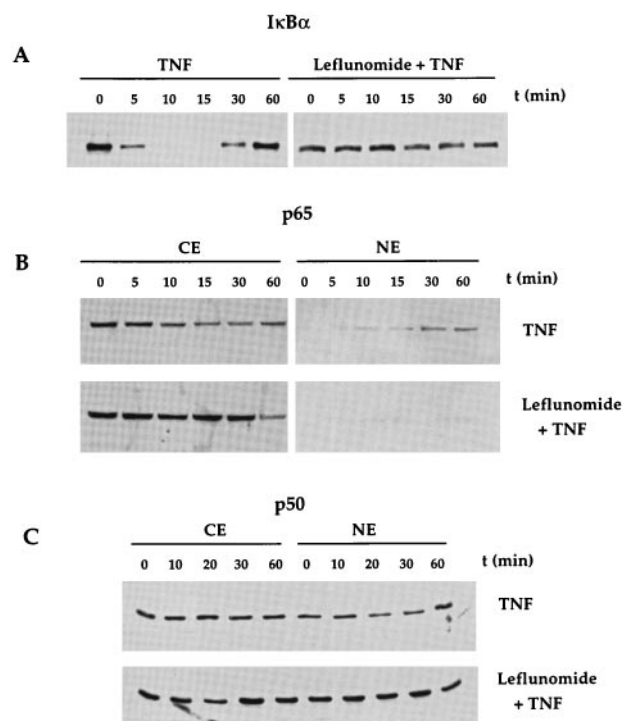 IκBα
A
TNF Leflunomide + TNF
0 5 10 15 30 60 0 5 10 15 30 60 t (min)
p65
B
CE NE
0 5 10 15 30 60 0 5 10 15 30 60 t (min)
TNF
Leflunomide
+ TNF
p50
C
CE NE
0 10 20 30 60 0 10 20 30 60 t (min)
TNF
Leflunomide
+ TNF